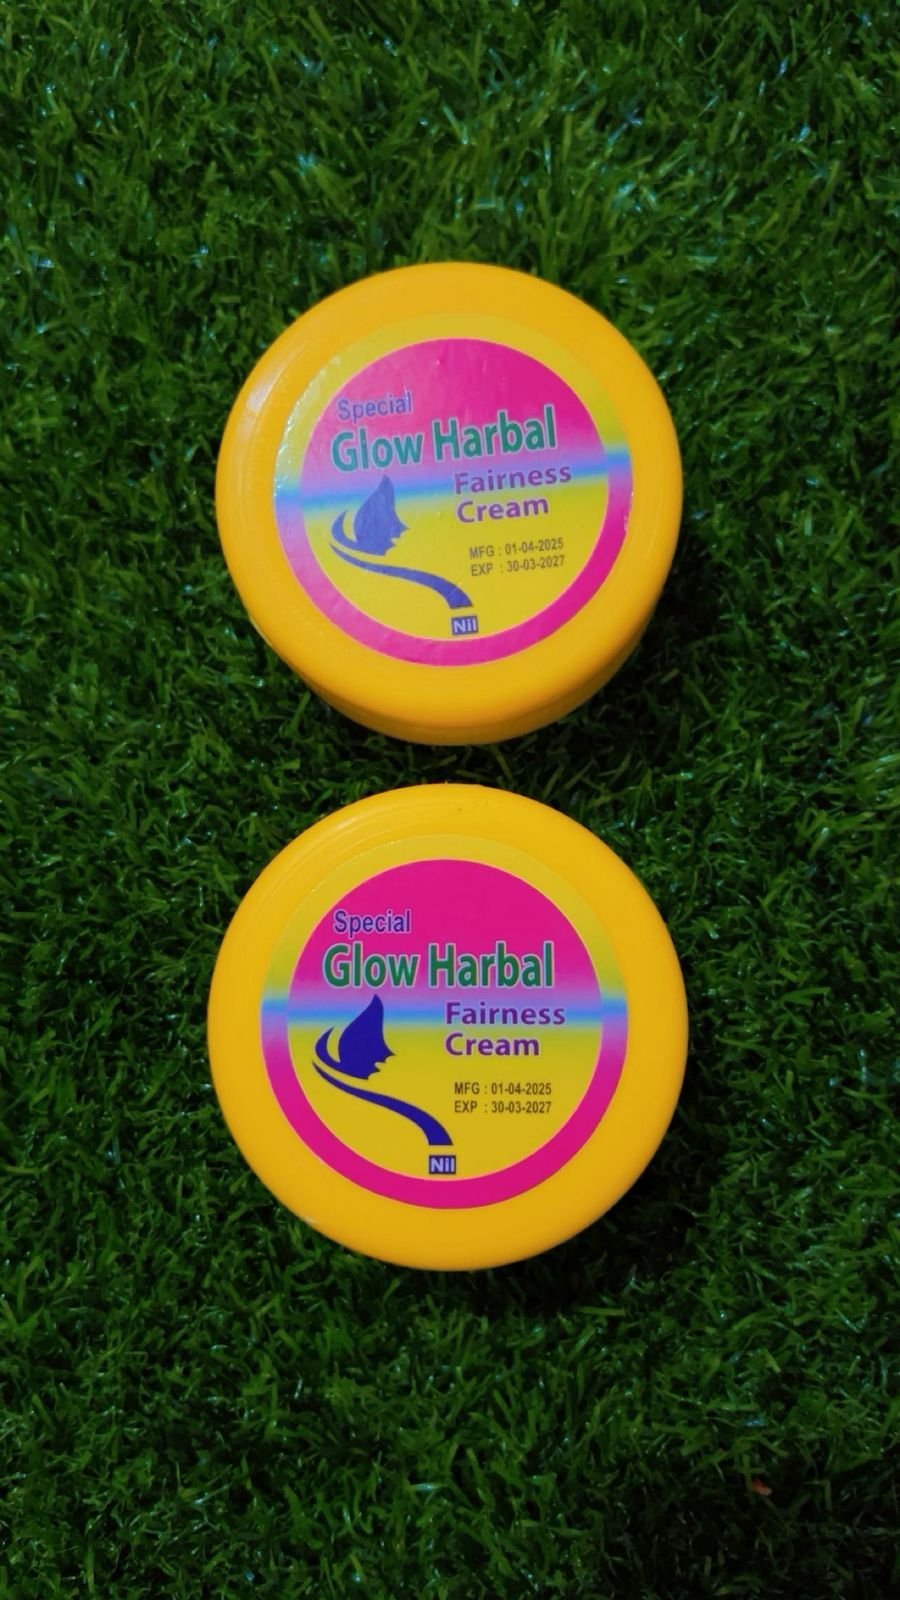 Special
Glow Harbal
Fairness
Cream
MFG : 01-04-2025
EXP : 30-03-2027
Nil
Special
Glow Harbal
Fairness
Cream
MFG : 01-04-2025
EXP : 30-03-2027
Nil